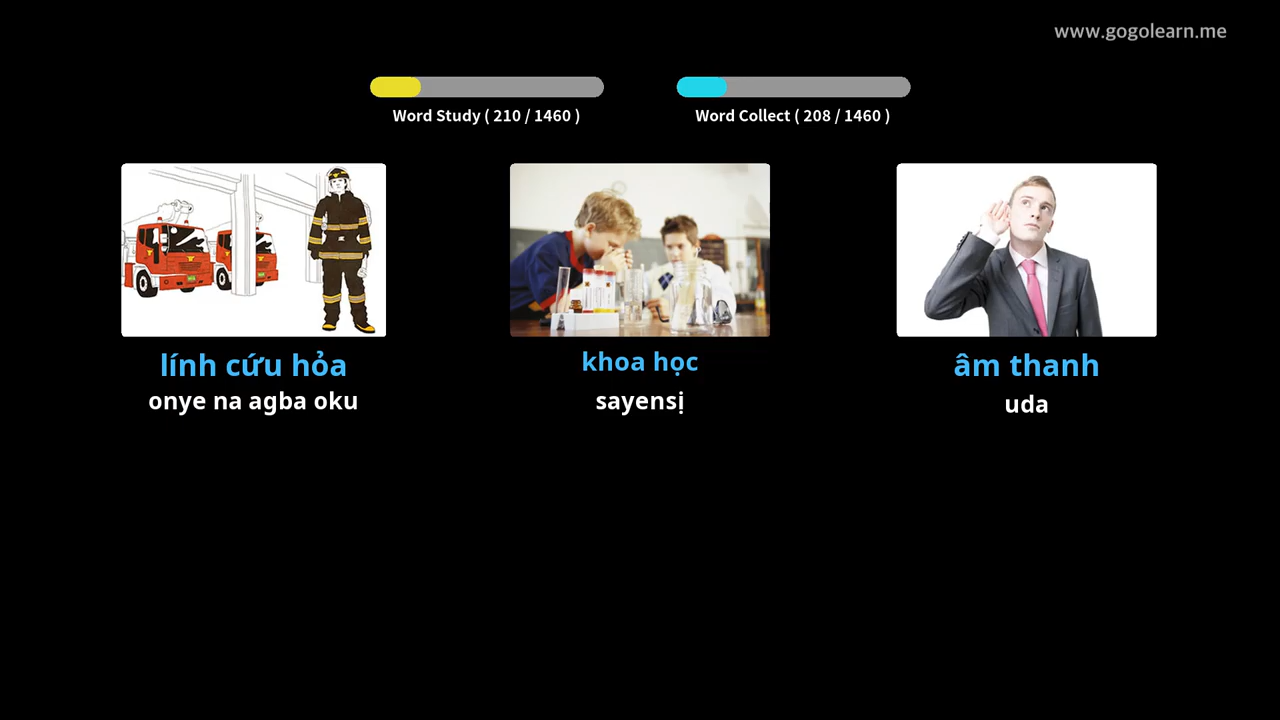 www.gogolearn.me
Word Study ( 210 / 1460 )
Word Collect ( 208 / 1460 )
lính cứu hỏa
onye na agba oku
khoa học
sayensị
âm thanh
uda